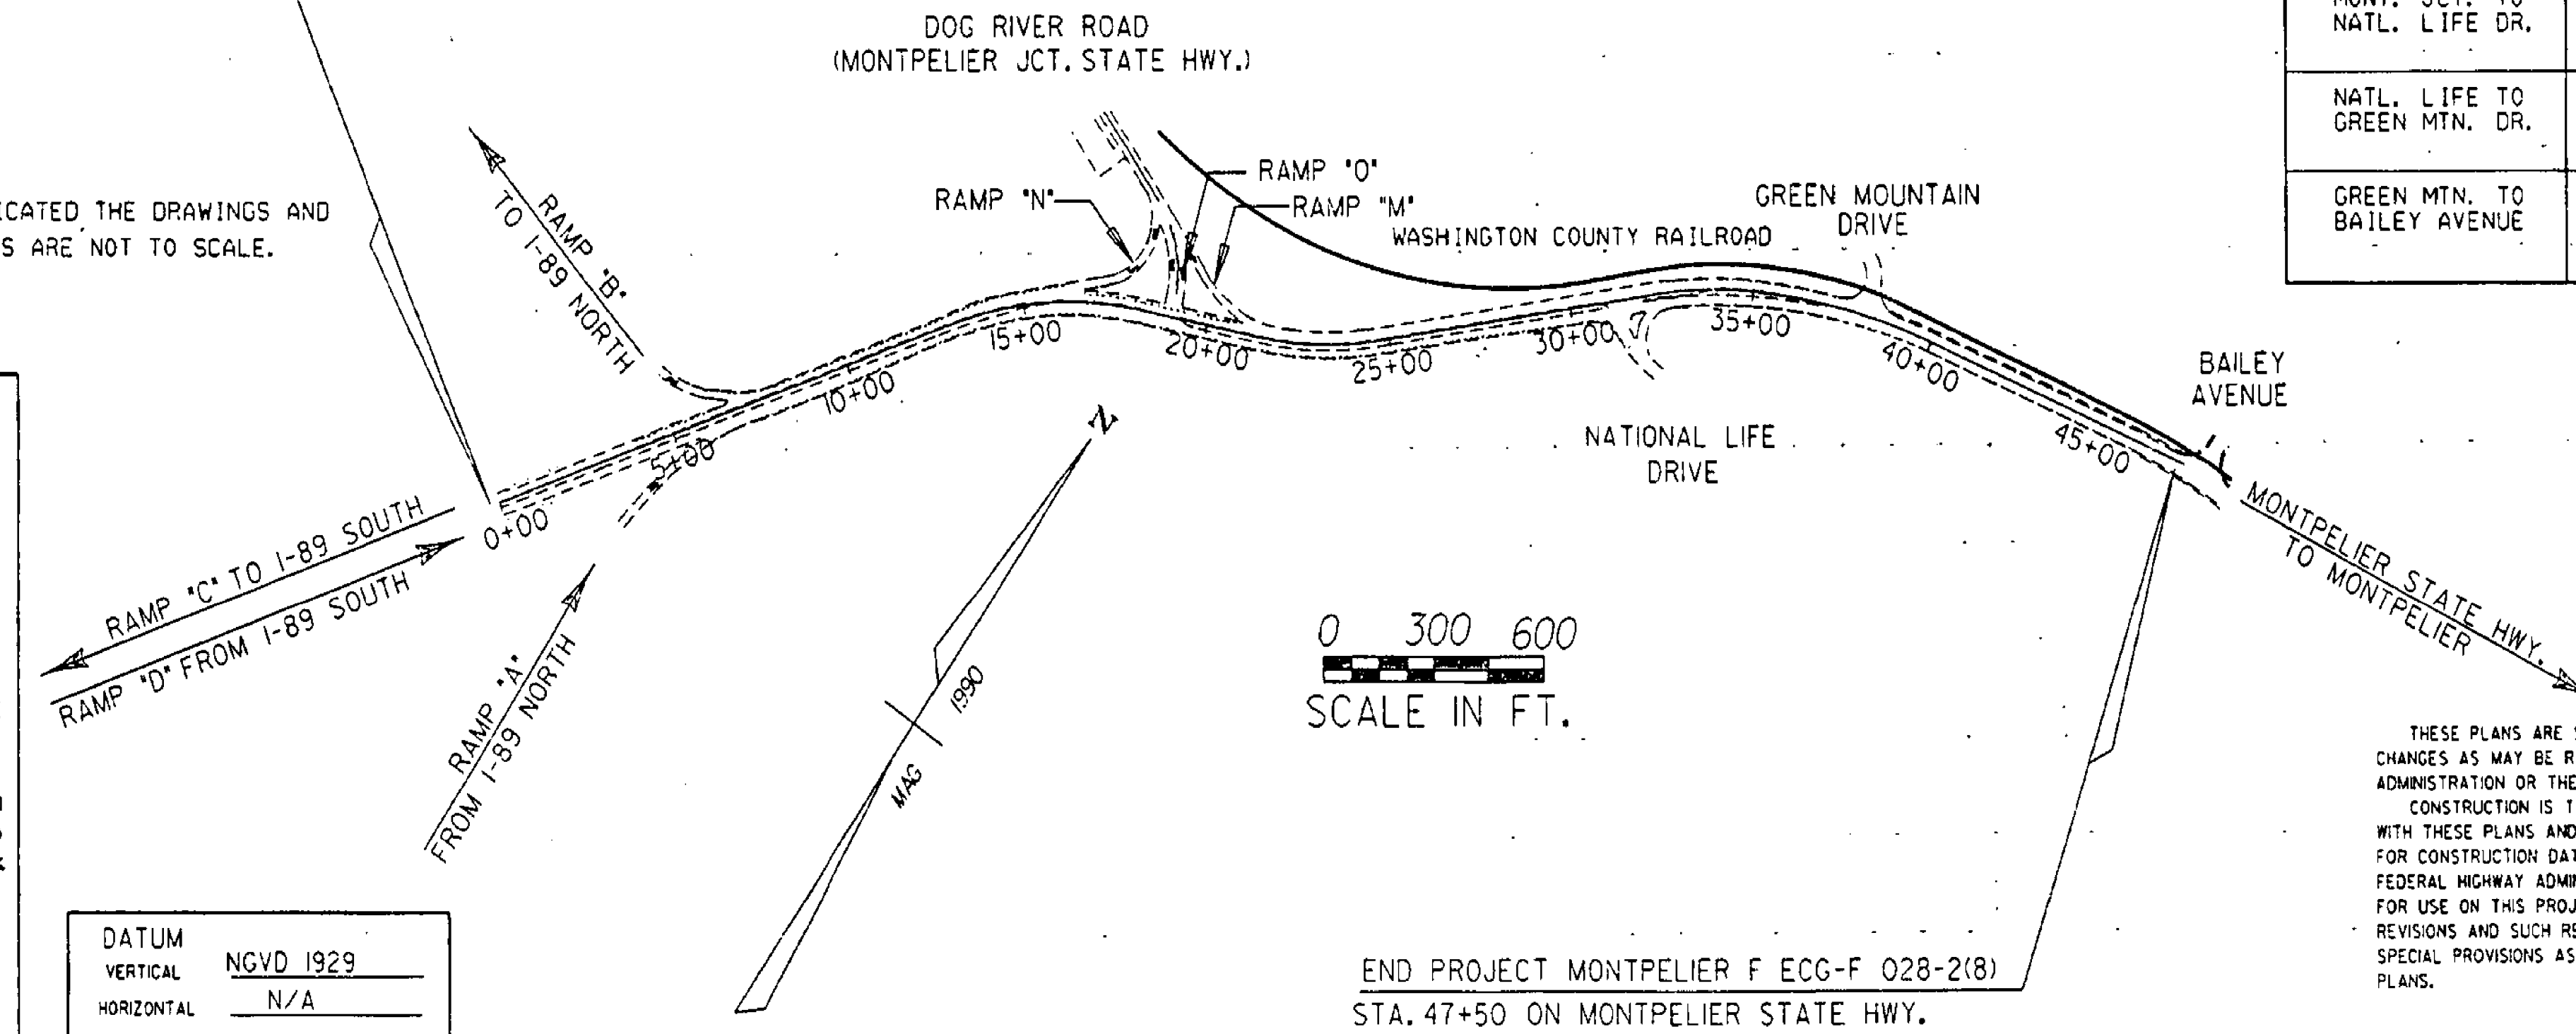 DOG RIVER ROAD
(MONTPELIER JCT. STATE HWY.)
NATL. LIFE DR.
NATL. LIFE TO
GREEN MTN. DR.
GREEN MTN. TO
BAILEY AVENUE
THE DRAWINGS AND
ARE NOT TO SCALE.
RAMP "B"
TO I-89 NORTH
RAMP "N"
RAMP "O"
RAMP "M"
WASHINGTON COUNTY RAILROAD
GREEN MOUNTAIN
DRIVE
0+00
5+00
10+00
15+00
20+00
25+00
30+00
35+00
40+00
45+00
BAILEY
AVENUE
NATIONAL LIFE
DRIVE
RAMP "C" TO I-89 SOUTH
RAMP "D" FROM I-89 SOUTH
RAMP "A"
FROM I-89 NORTH
N
MAG 1990
0 300 600
SCALE IN FT.
MONTPELIER STATE HWY.
TO MONTPELIER
THESE PLANS ARE
CHANGES AS MAY BE
ADMINISTRATION OR THE
CONSTRUCTION IS
WITH THESE PLANS AND
FOR CONSTRUCTION
FEDERAL HIGHWAY
FOR USE ON THIS
REVISIONS AND SUCH
SPECIAL PROVISIONS AS
PLANS.
DATUM
VERTICAL NGVD 1929
HORIZONTAL N/A
END PROJECT MONTPELIER F ECG-F 028-2(8)
STA. 47+50 ON MONTPELIER STATE HWY.